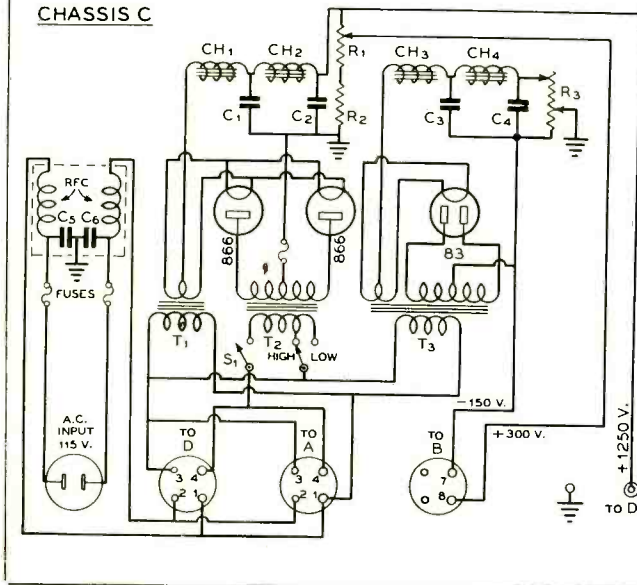 CHASSIS C
CH1 CH2 R1 CH3 CH4 R3
C1 C2 R2 C3 C4
RFC
C5 C6
866 866 83
FUSES
T1 T2 T3
S1 HIGH LOW
A.C. INPUT 115 V.
-150 V.
+300 V.
+1250 V.
TO D
3 4
2 1
TO A
3 4
2 1
TO B
7
8
TO D